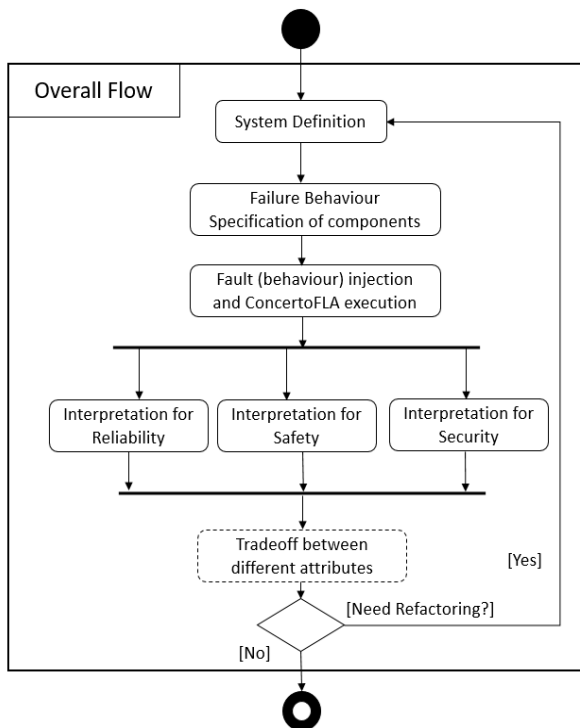 Overall Flow
System Definition
Failure Behaviour
Specification of components
Fault (behaviour) injection
and ConcertoFLA execution
Interpretation for
Reliability
Interpretation for
Safety
Interpretation for
Security
Tradeoff between
different attributes
[Yes]
[Need Refactoring?]
[No]